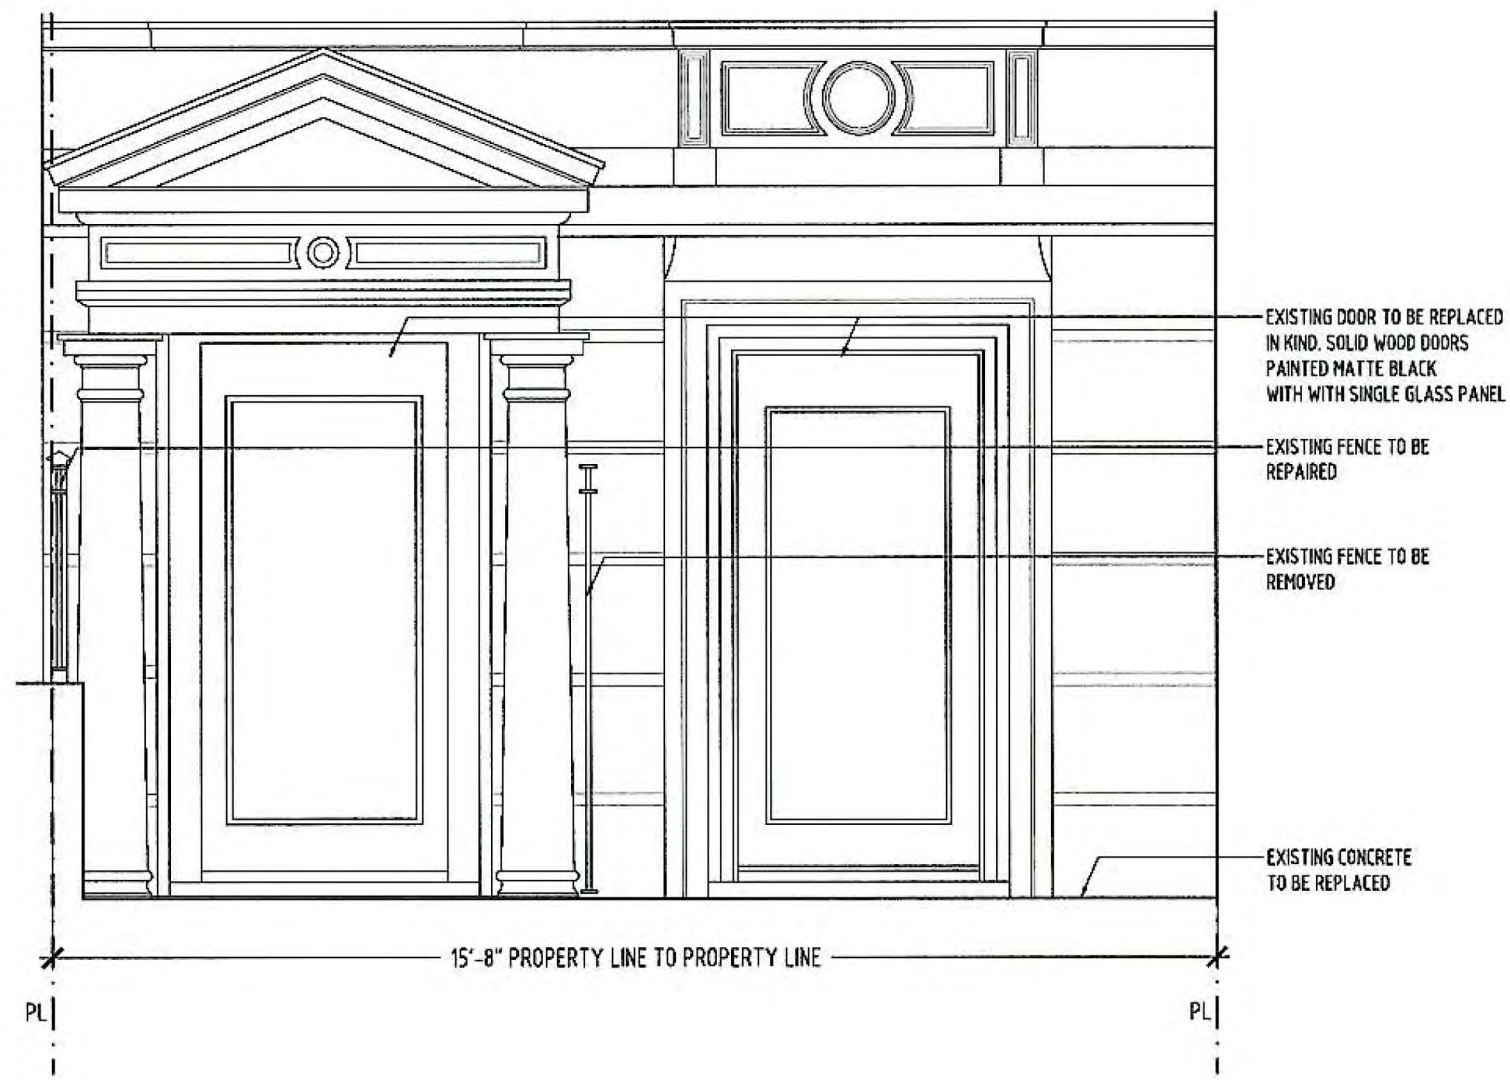 EXISTING DOOR TO BE REPLACED
IN KIND. SOLID WOOD DOORS
PAINTED MATTE BLACK
WITH WITH SINGLE GLASS PANEL
EXISTING FENCE TO BE
REPAIRED
EXISTING FENCE TO BE
REMOVED
EXISTING CONCRETE
TO BE REPLACED
15'-8" PROPERTY LINE TO PROPERTY LINE
PL
PL